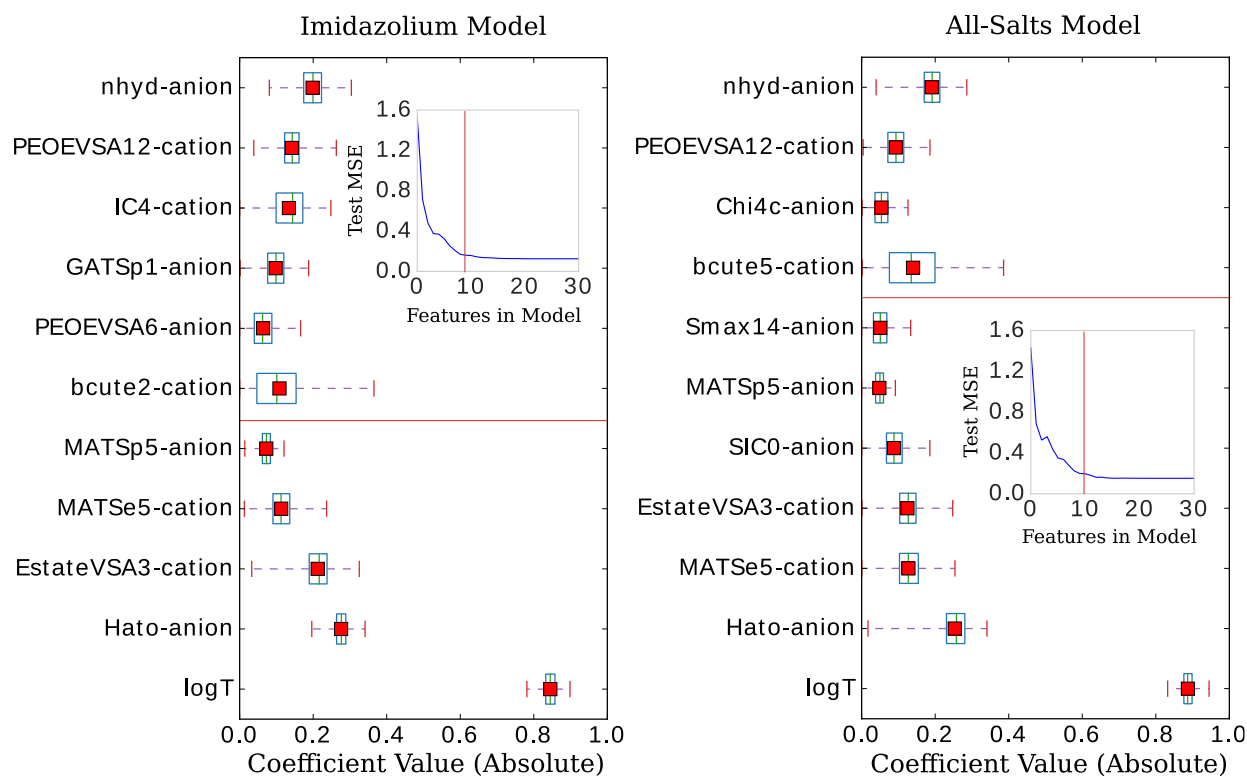 Imidazolium Model
nhyd-anion
PEOEVSA12-cation
IC4-cation
GATSp1-anion
PEOEVSA6-anion
bcute2-cation
MATSp5-anion
MATSe5-cation
EstateVSA3-cation
Hato-anion
logT
0.0 0.2 0.4 0.6 0.8 1.0
Coefficient Value (Absolute)
Test MSE
1.6
1.2
0.8
0.4
0.0
0 10 20 30
Features in Model
All-Salts Model
nhyd-anion
PEOEVSA12-cation
Chi4c-anion
bcute5-cation
Smax14-anion
MATSp5-anion
SIC0-anion
EstateVSA3-cation
MATSe5-cation
Hato-anion
logT
0.0 0.2 0.4 0.6 0.8 1.0
Coefficient Value (Absolute)
Test MSE
1.6
1.2
0.8
0.4
0.0
0 10 20 30
Features in Model